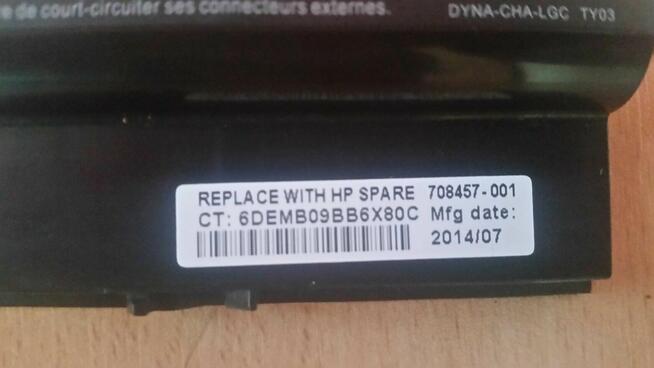 re de court-circuiter ses connecteurs externes.
DYNA-CHA-LGC TY03
REPLACE WITH HP SPARE 708457-001
CT: 6DEMB09BB6X80C Mfg date:
2014/07